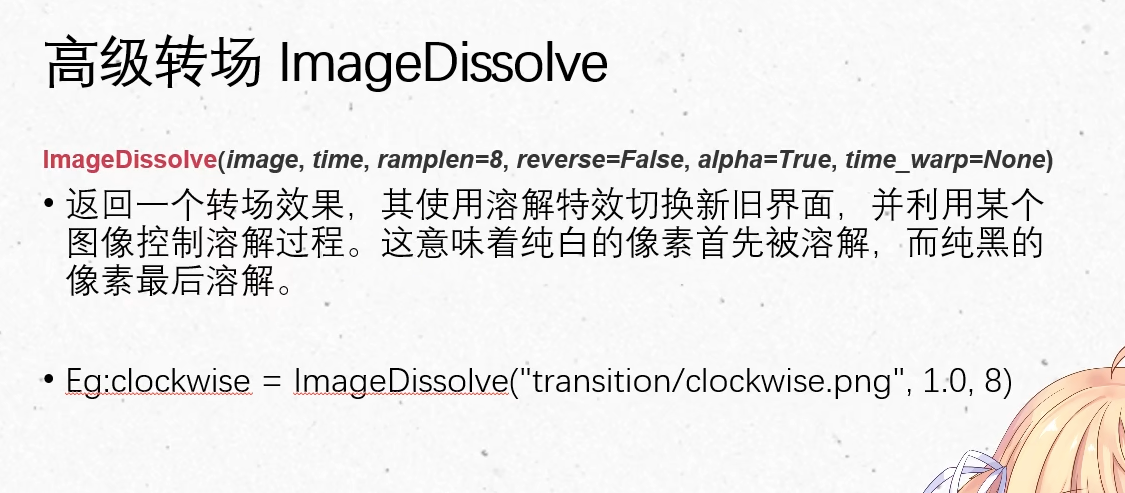 高级转场 ImageDissolve
ImageDissolve(image, time, ramplen=8, reverse=False, alpha=True, time_warp=None)
• 返回一个转场效果，其使用溶解特效切换新旧界面，并利用某个
图像控制溶解过程。这意味着纯白的像素首先被溶解，而纯黑的
像素最后溶解。
• Eg:clockwise = ImageDissolve("transition/clockwise.png", 1.0, 8)